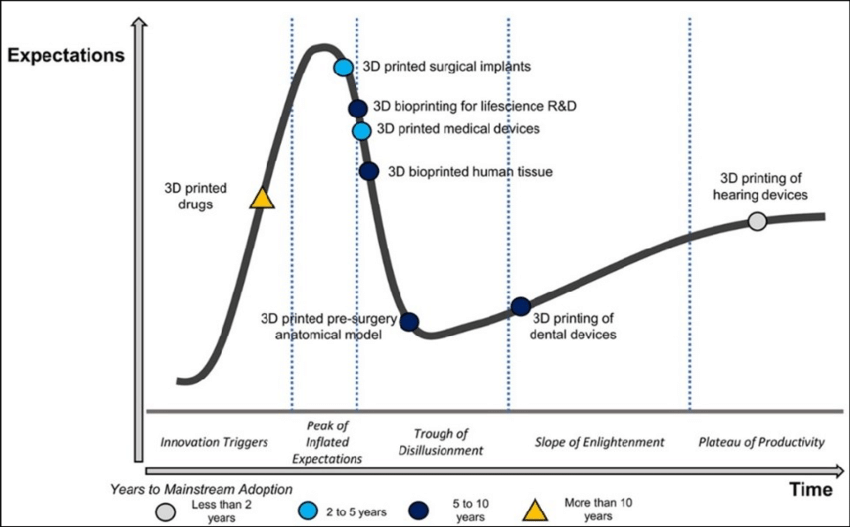 Expectations
3D printed surgical implants
3D bioprinting for lifescience R&D
3D printed medical devices
3D bioprinted human tissue
3D printed
drugs
3D printing of
hearing devices
3D printed pre-surgery
anatomical model
3D printing of
dental devices
Innovation Triggers
Peak of
Inflated
Expectations
Trough of
Disillusionment
Slope of Enlightenment
Plateau of Productivity
Time
Years to Mainstream Adoption
Less than 2
years
2 to 5 years
5 to 10
years
More than 10
years